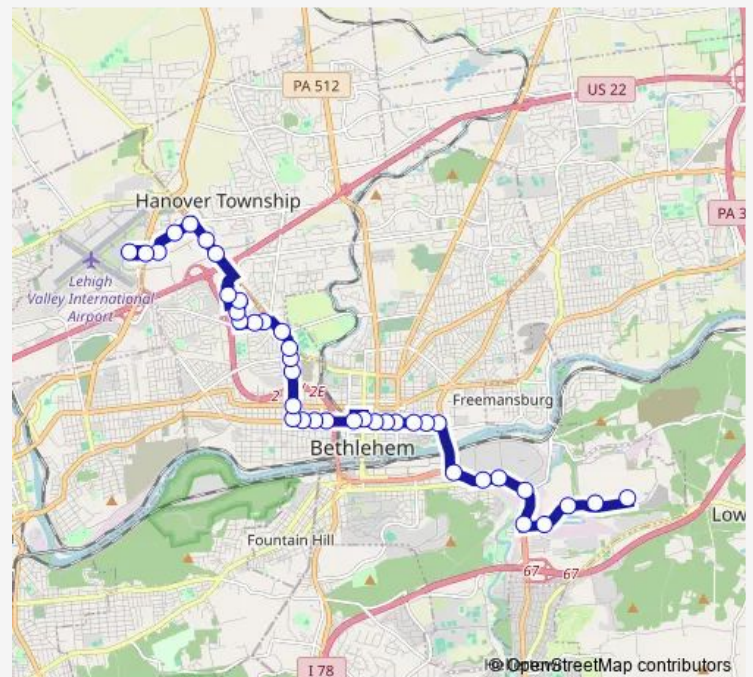 PA 512
US 22
Hanover Township
PA 3
Lehigh
Valley International
Airport
2E
Freemansburg
Bethlehem
Low
Fountain Hill
67
67
I 78
© OpenStreetMap contributors